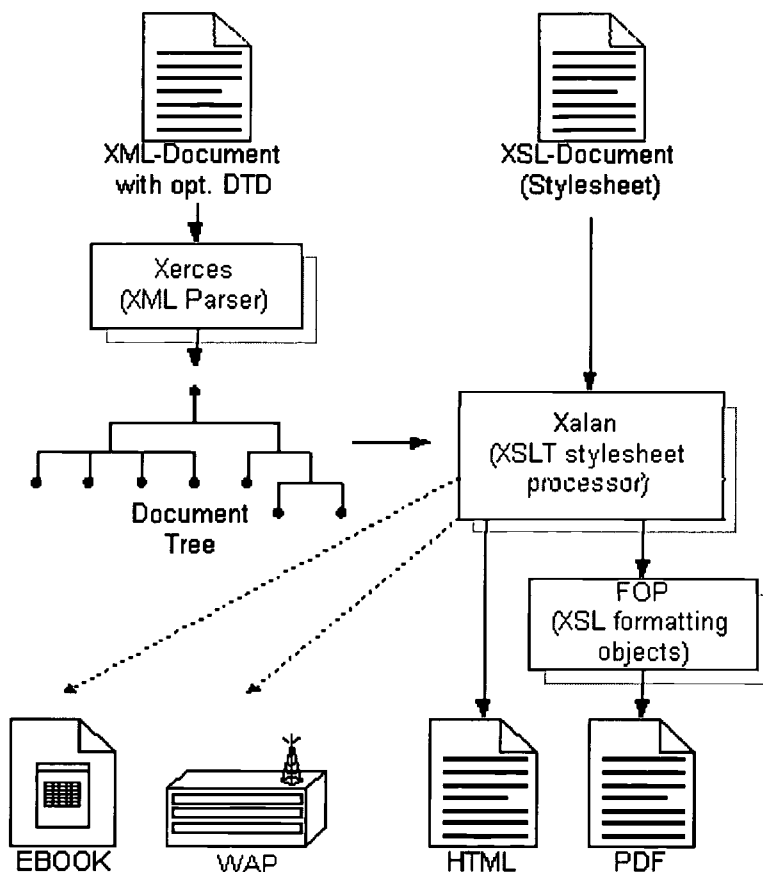 XML-Document
with opt. DTD
XSL-Document
(Stylesheet)
Xerces
(XML Parser)
Document
Tree
Xalan
(XSLT stylesheet
processor)
FOP
(XSL formatting
objects)
EBOOK
WAP
HTML
PDF